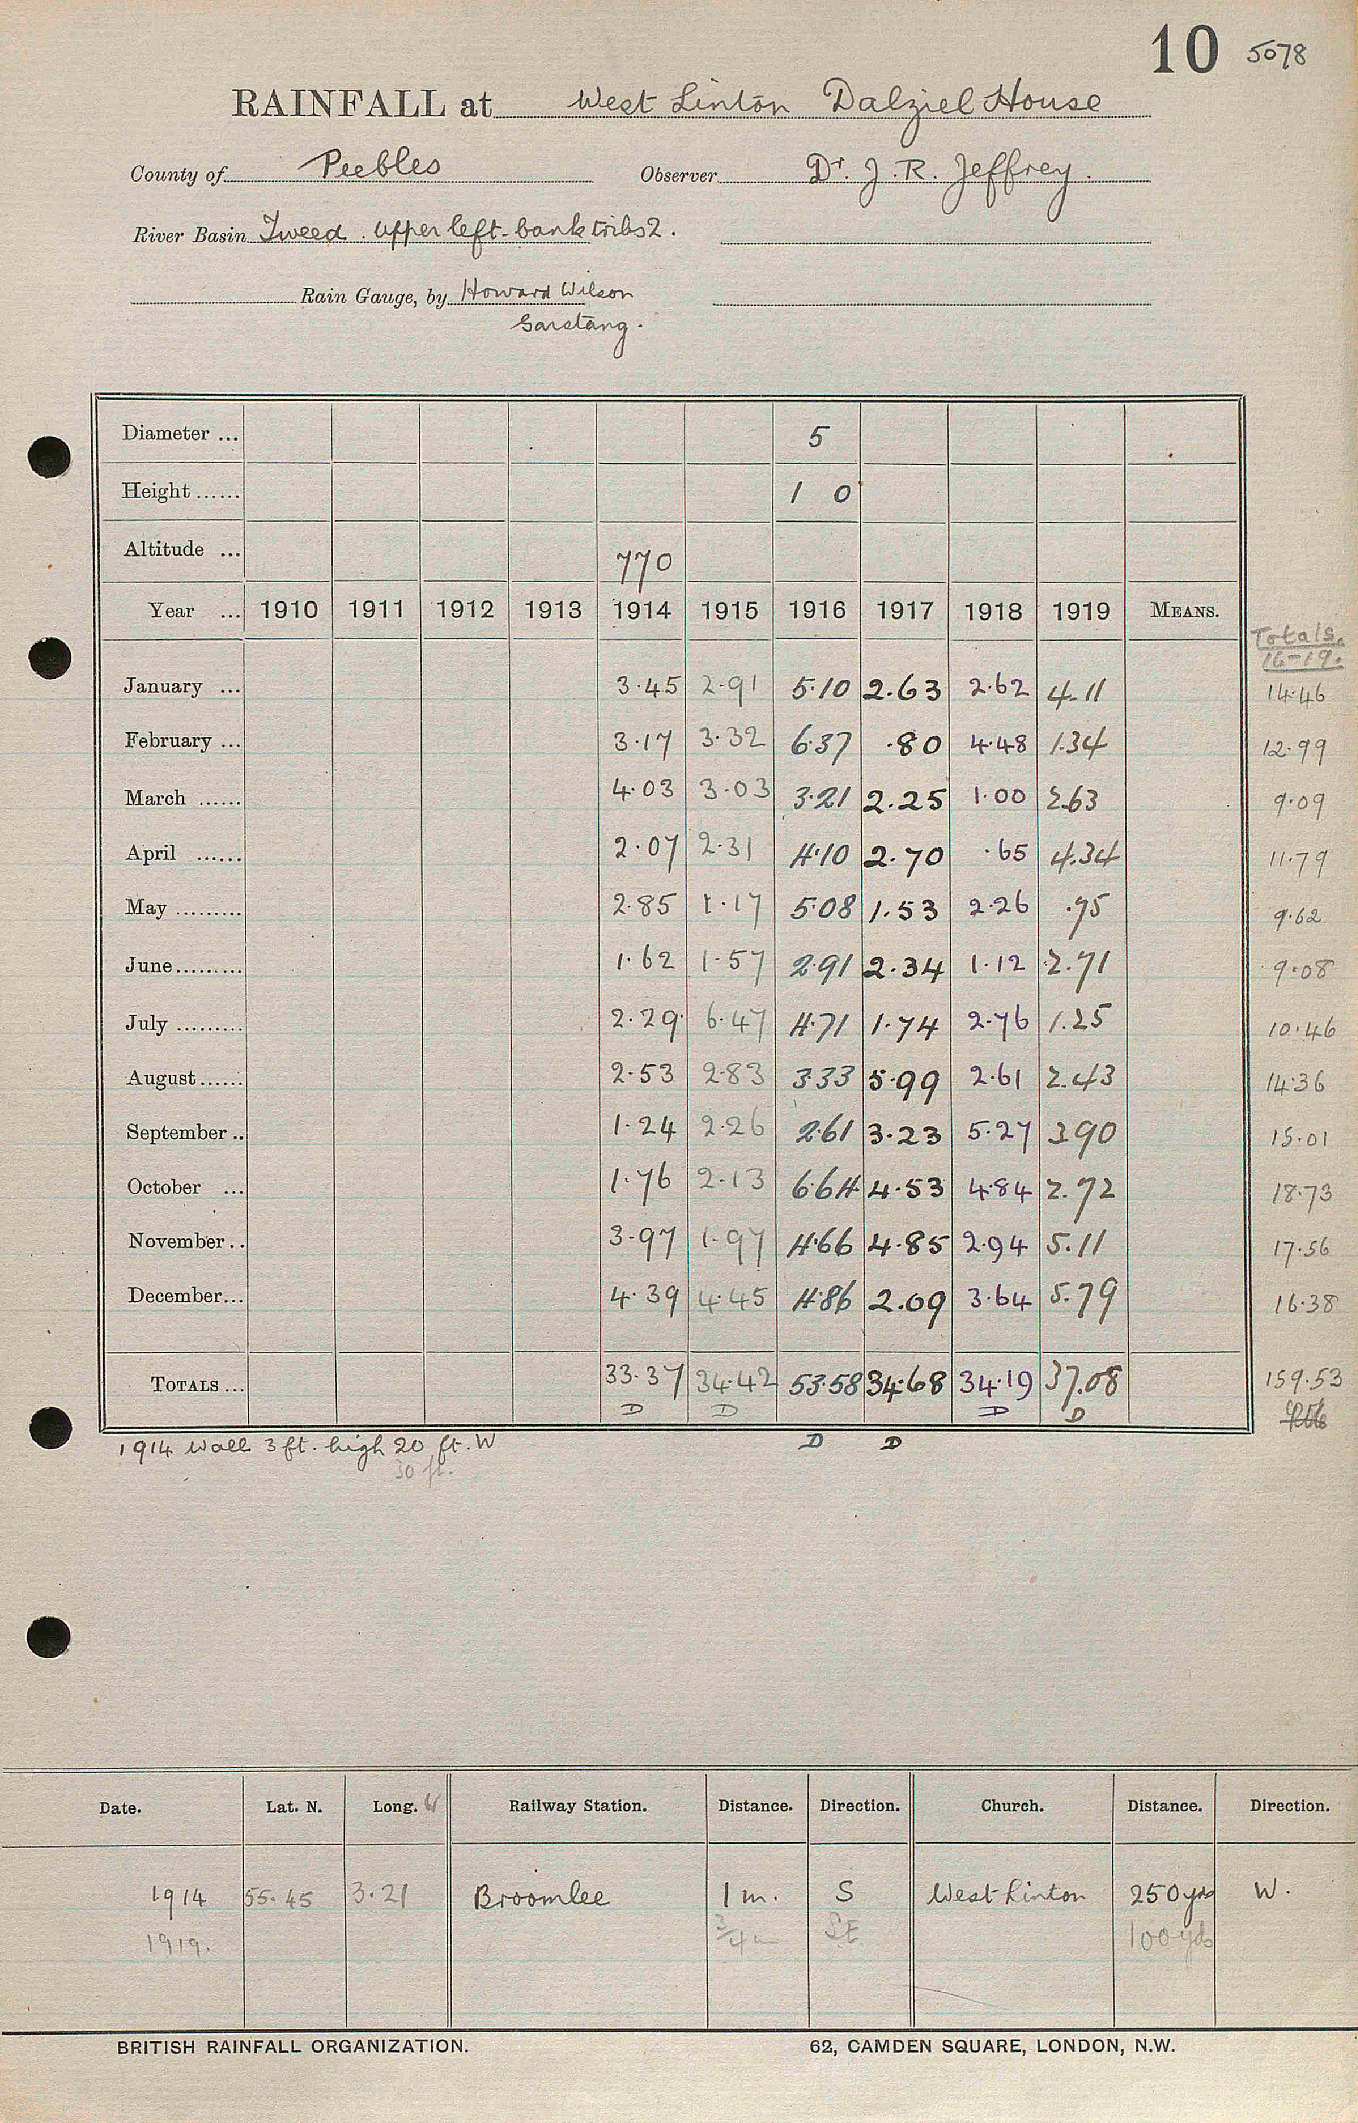 10 5078
RAINFALL at West Linton Dalziel House
County of Peebles Observer Dr. J. R. Jeffrey.
River Basin Tweed. Upper left-bank tribs 2.
Rain Gauge, by Howard Wilson
Garstang.
Diameter ... 5
Height ...... 1 0
Altitude ... 770
Year ... 1910 1911 1912 1913 1914 1915 1916 1917 1918 1919 MEANS.
Totals.
16-19.
January ... 3.45 2.91 5.10 2.63 2.62 4.11 14.46
February ... 3.17 3.32 6.37 .80 4.48 1.34 12.99
March ...... 4.03 3.03 3.21 2.25 1.00 2.63 9.09
April ...... 2.07 2.31 4.10 2.70 .65 4.34 11.79
May ......... 2.85 1.17 5.08 1.53 2.26 .75 9.62
June......... 1.62 1.57 2.91 2.34 1.12 2.71 9.08
July ......... 2.29 6.47 4.71 1.74 2.76 1.25 10.46
August...... 2.53 2.83 3.33 5.99 2.61 2.43 14.36
September .. 1.24 2.26 2.61 3.23 5.27 3.90 15.01
October ... 1.76 2.13 6.64 4.53 4.84 2.72 18.73
November .. 3.97 1.97 4.66 4.85 2.94 5.11 17.56
December... 4.39 4.45 4.86 2.09 3.64 5.79 16.38
TOTALS ... 33.37 34.42 53.58 34.68 34.19 37.08 159.53
D D D D
1914 Wall 3 ft. high 20 ft. W D D
30 ft.
Date. Lat. N. Long. W Railway Station. Distance. Direction. Church. Distance. Direction.
1914 55.45 3.21 Broomlee 1 m. S West Linton 250 yds W.
1919. 3/4 m SE 100 yds
BRITISH RAINFALL ORGANIZATION. 62, CAMDEN SQUARE, LONDON, N.W.